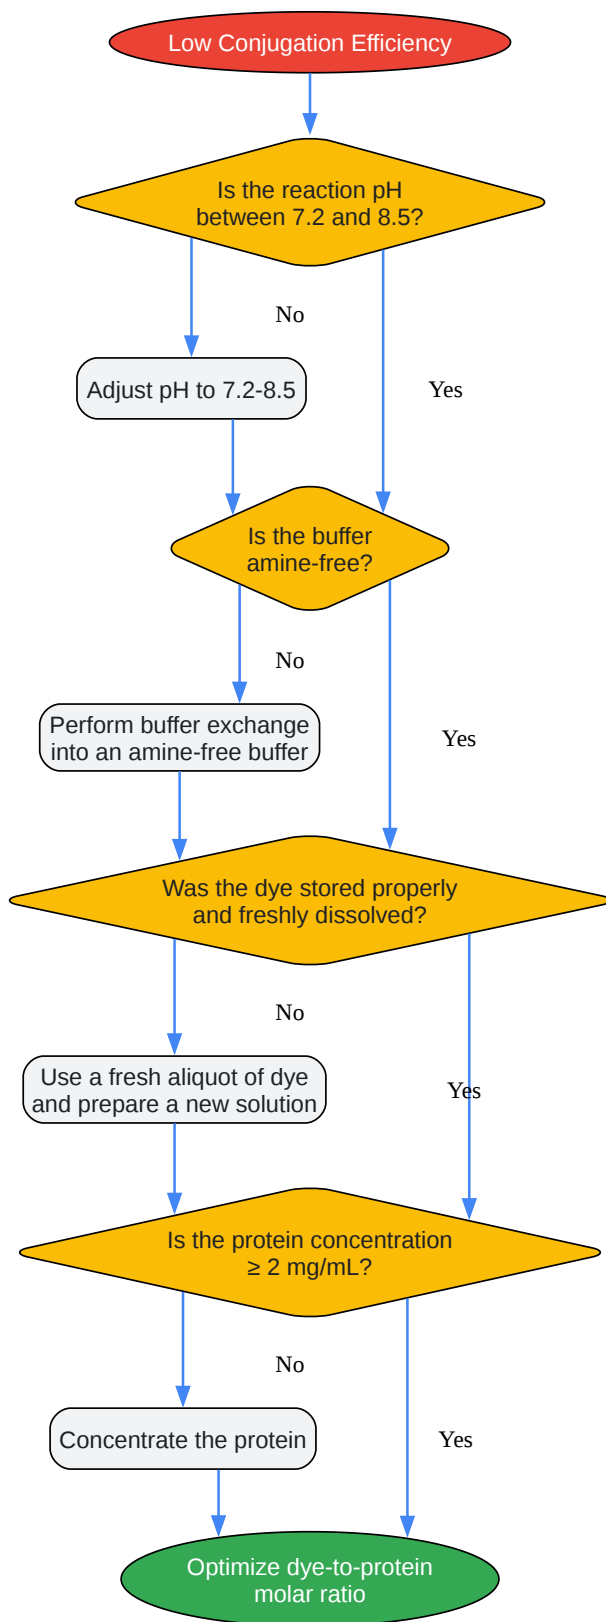 Low Conjugation Efficiency
Is the reaction pH
between 7.2 and 8.5?
No
Adjust pH to 7.2-8.5
Yes
Is the buffer
amine-free?
No
Perform buffer exchange
into an amine-free buffer
Yes
Was the dye stored properly
and freshly dissolved?
No
Use a fresh aliquot of dye
and prepare a new solution
Yes
Is the protein concentration
≥ 2 mg/mL?
No
Concentrate the protein
Yes
Optimize dye-to-protein
molar ratio